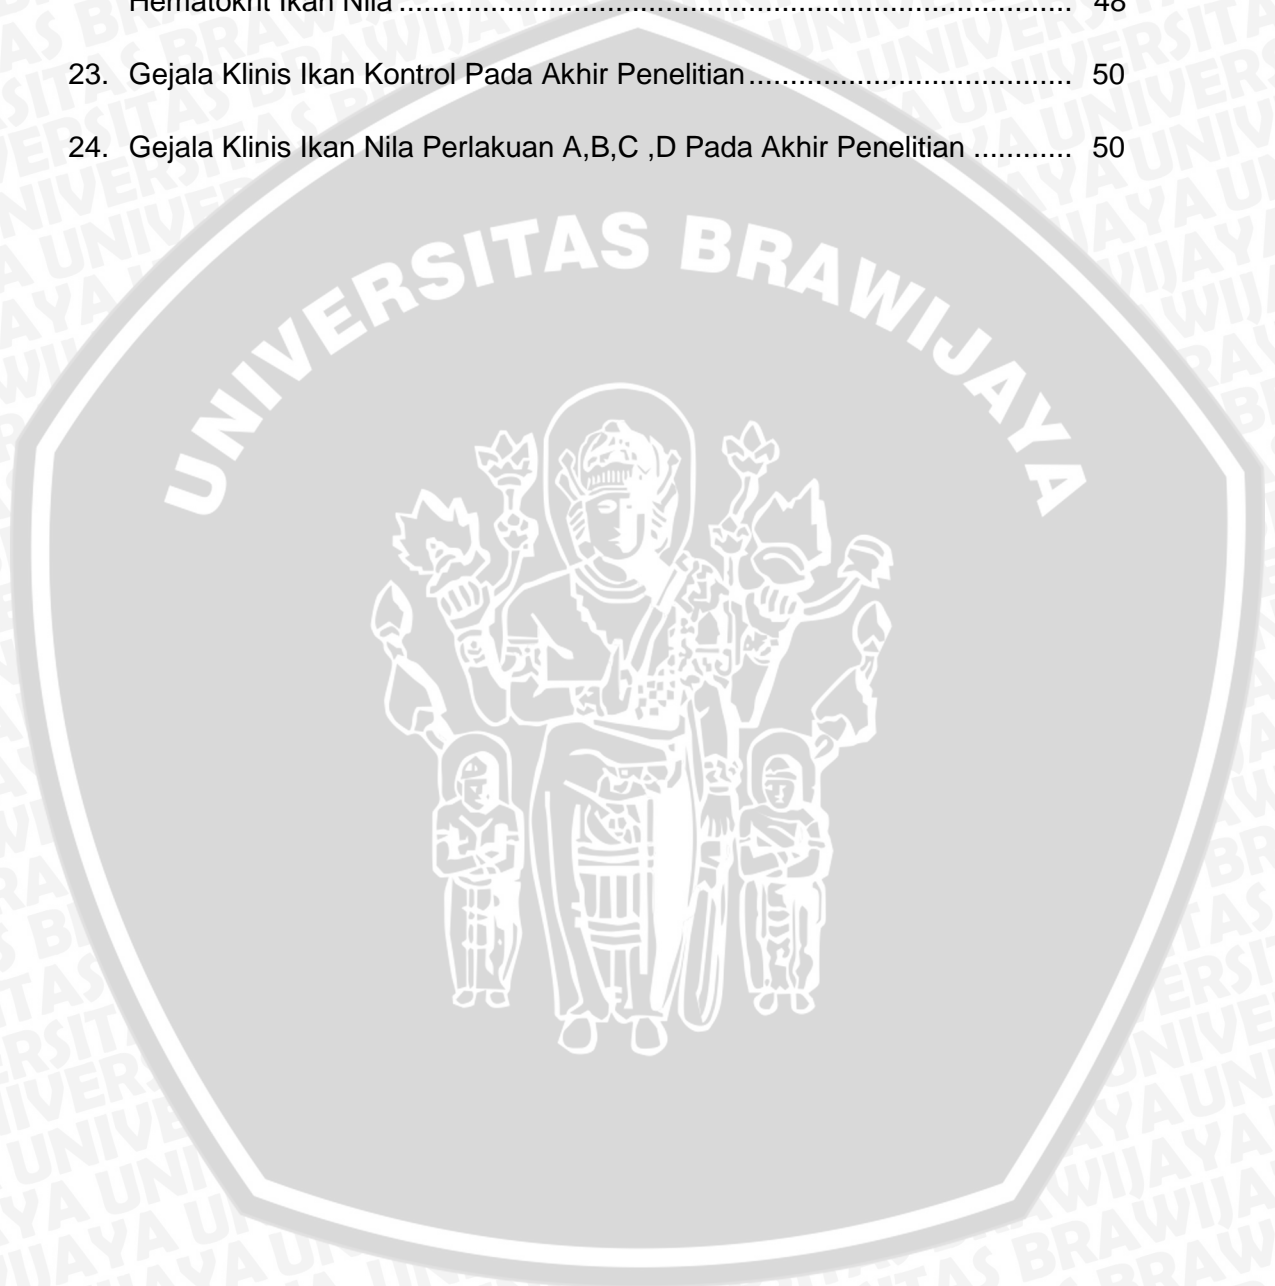 Hematokrit Ikan Nila ................................................................................ 48
23. Gejala Klinis Ikan Kontrol Pada Akhir Penelitian ....................................... 50
24. Gejala Klinis Ikan Nila Perlakuan A,B,C ,D Pada Akhir Penelitian ............ 50
UNIVERSITAS BRAWIJAYA